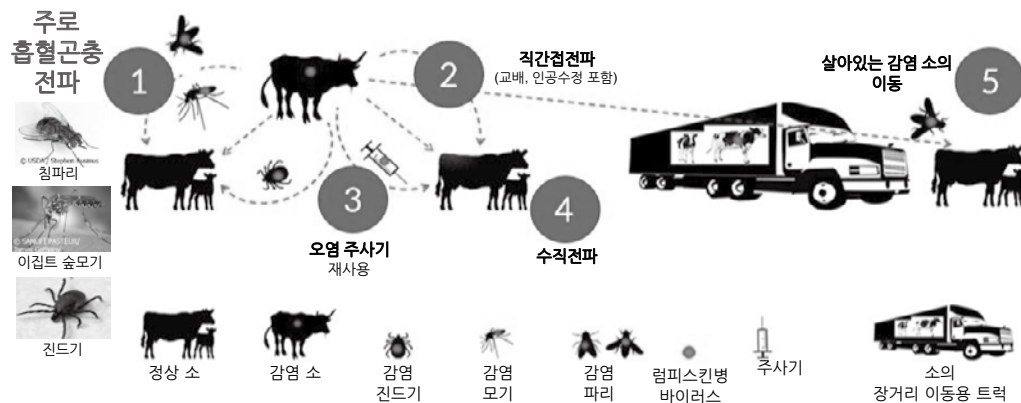 주로
흡혈곤충
전파
1
2
직간접전파
(교배, 인공수정 포함)
살아있는 감염 소의
이동
5
© USDA/ Stephen Ausmus
침파리
3
4
오염 주사기
재사용
수직전파
© SANOFI PASTEUR/
이집트 숲모기
진드기
정상 소
감염 소
감염
진드기
감염
모기
감염
파리
럼피스킨병
바이러스
주사기
소의
장거리 이동용 트럭